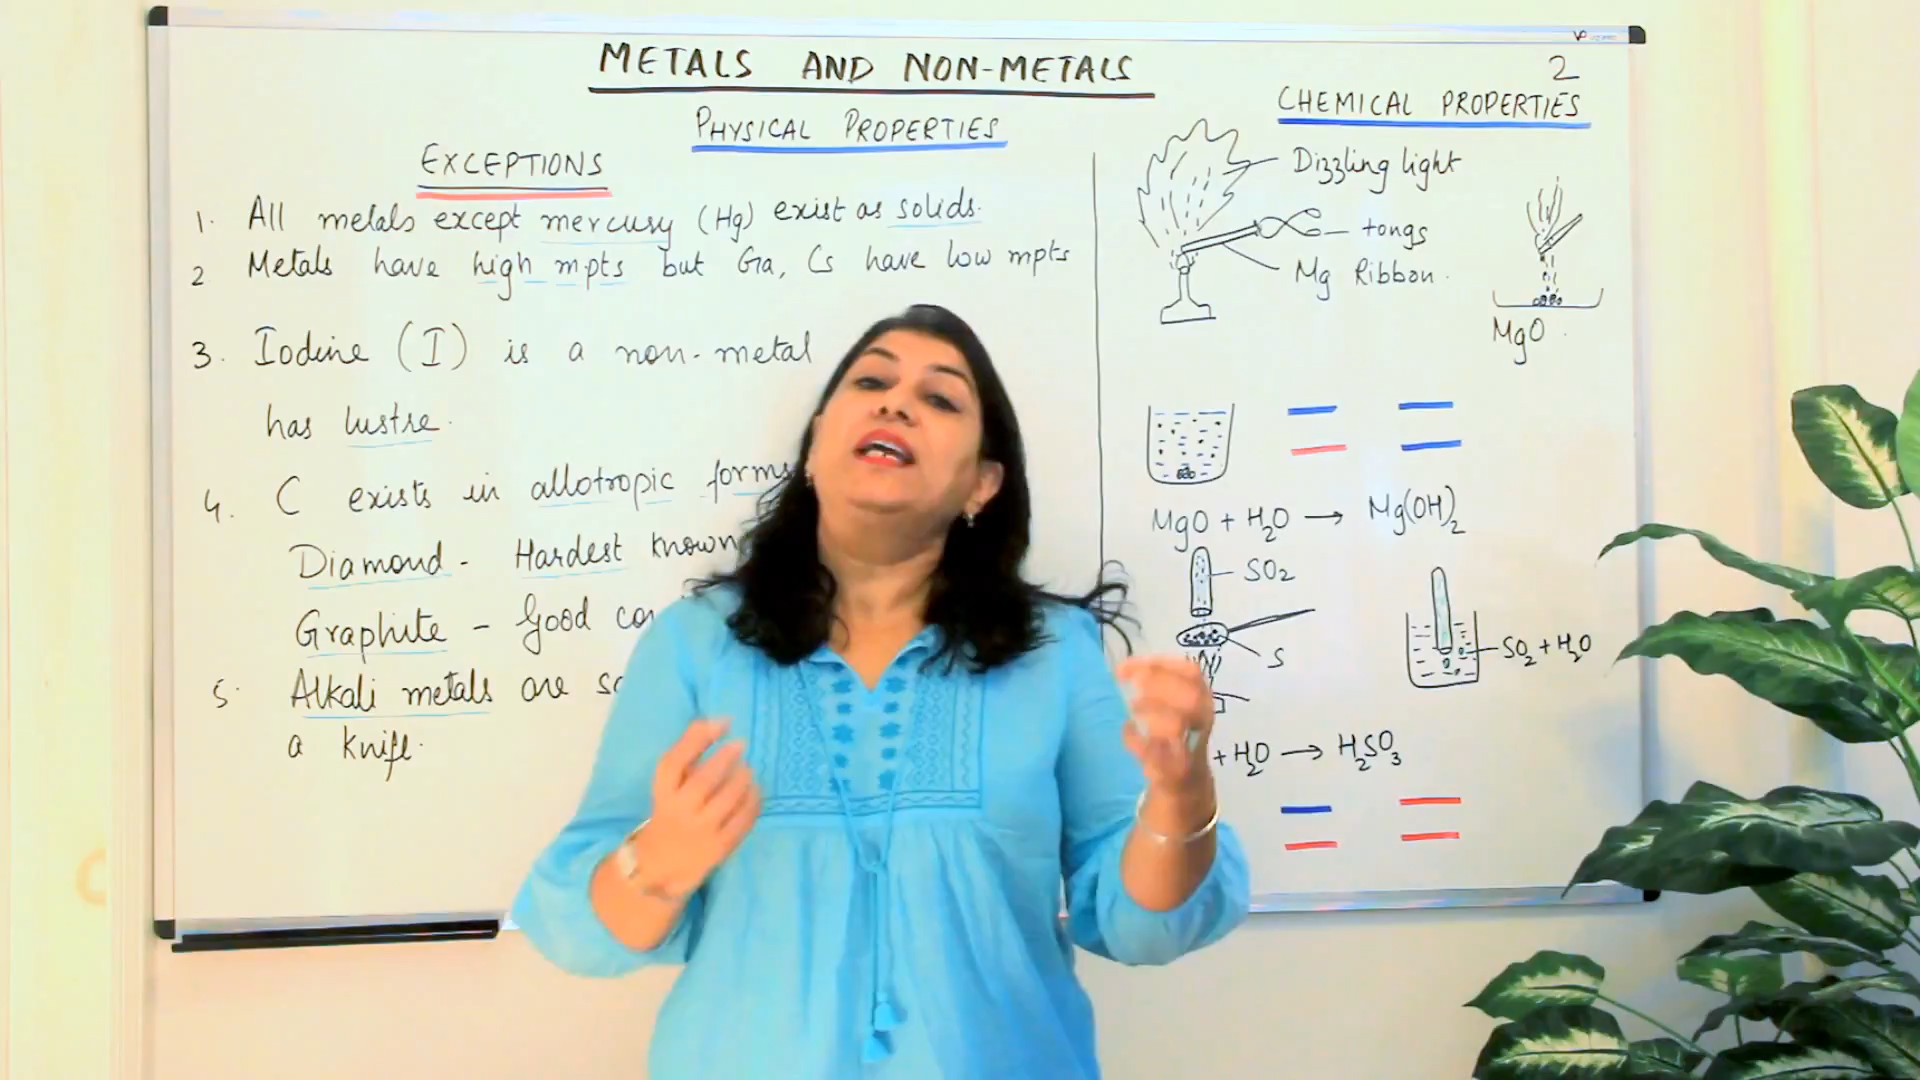 METALS AND NON-METALS
2
PHYSICAL PROPERTIES
EXCEPTIONS
1. All metals except mercury (Hg) exist as solids.
2 Metals have high mpts but Ga, Cs have low mpts
3. Iodine (I) is a non-metal
has lustre.
4. C exists in allotropic forms
Diamond - Hardest known
Graphite - Good con
5. Alkali metals are so
a knife.
CHEMICAL PROPERTIES
Dizzling light
tongs
Mg Ribbon.
MgO
MgO + H2O → Mg(OH)2
SO2
S
SO2 + H2O
+ H2O → H2SO3